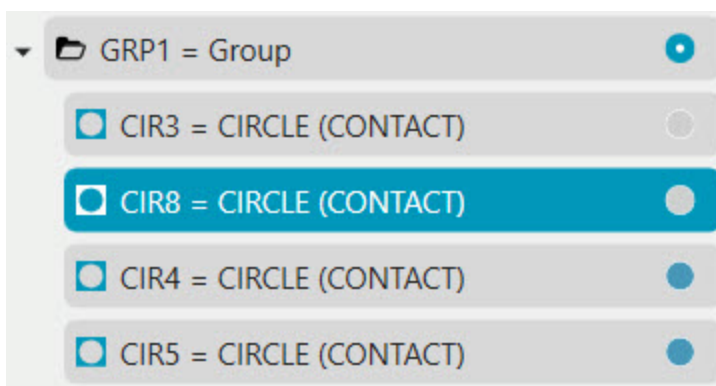 GRP1 = Group
CIR3 = CIRCLE (CONTACT)
CIR8 = CIRCLE (CONTACT)
CIR4 = CIRCLE (CONTACT)
CIR5 = CIRCLE (CONTACT)